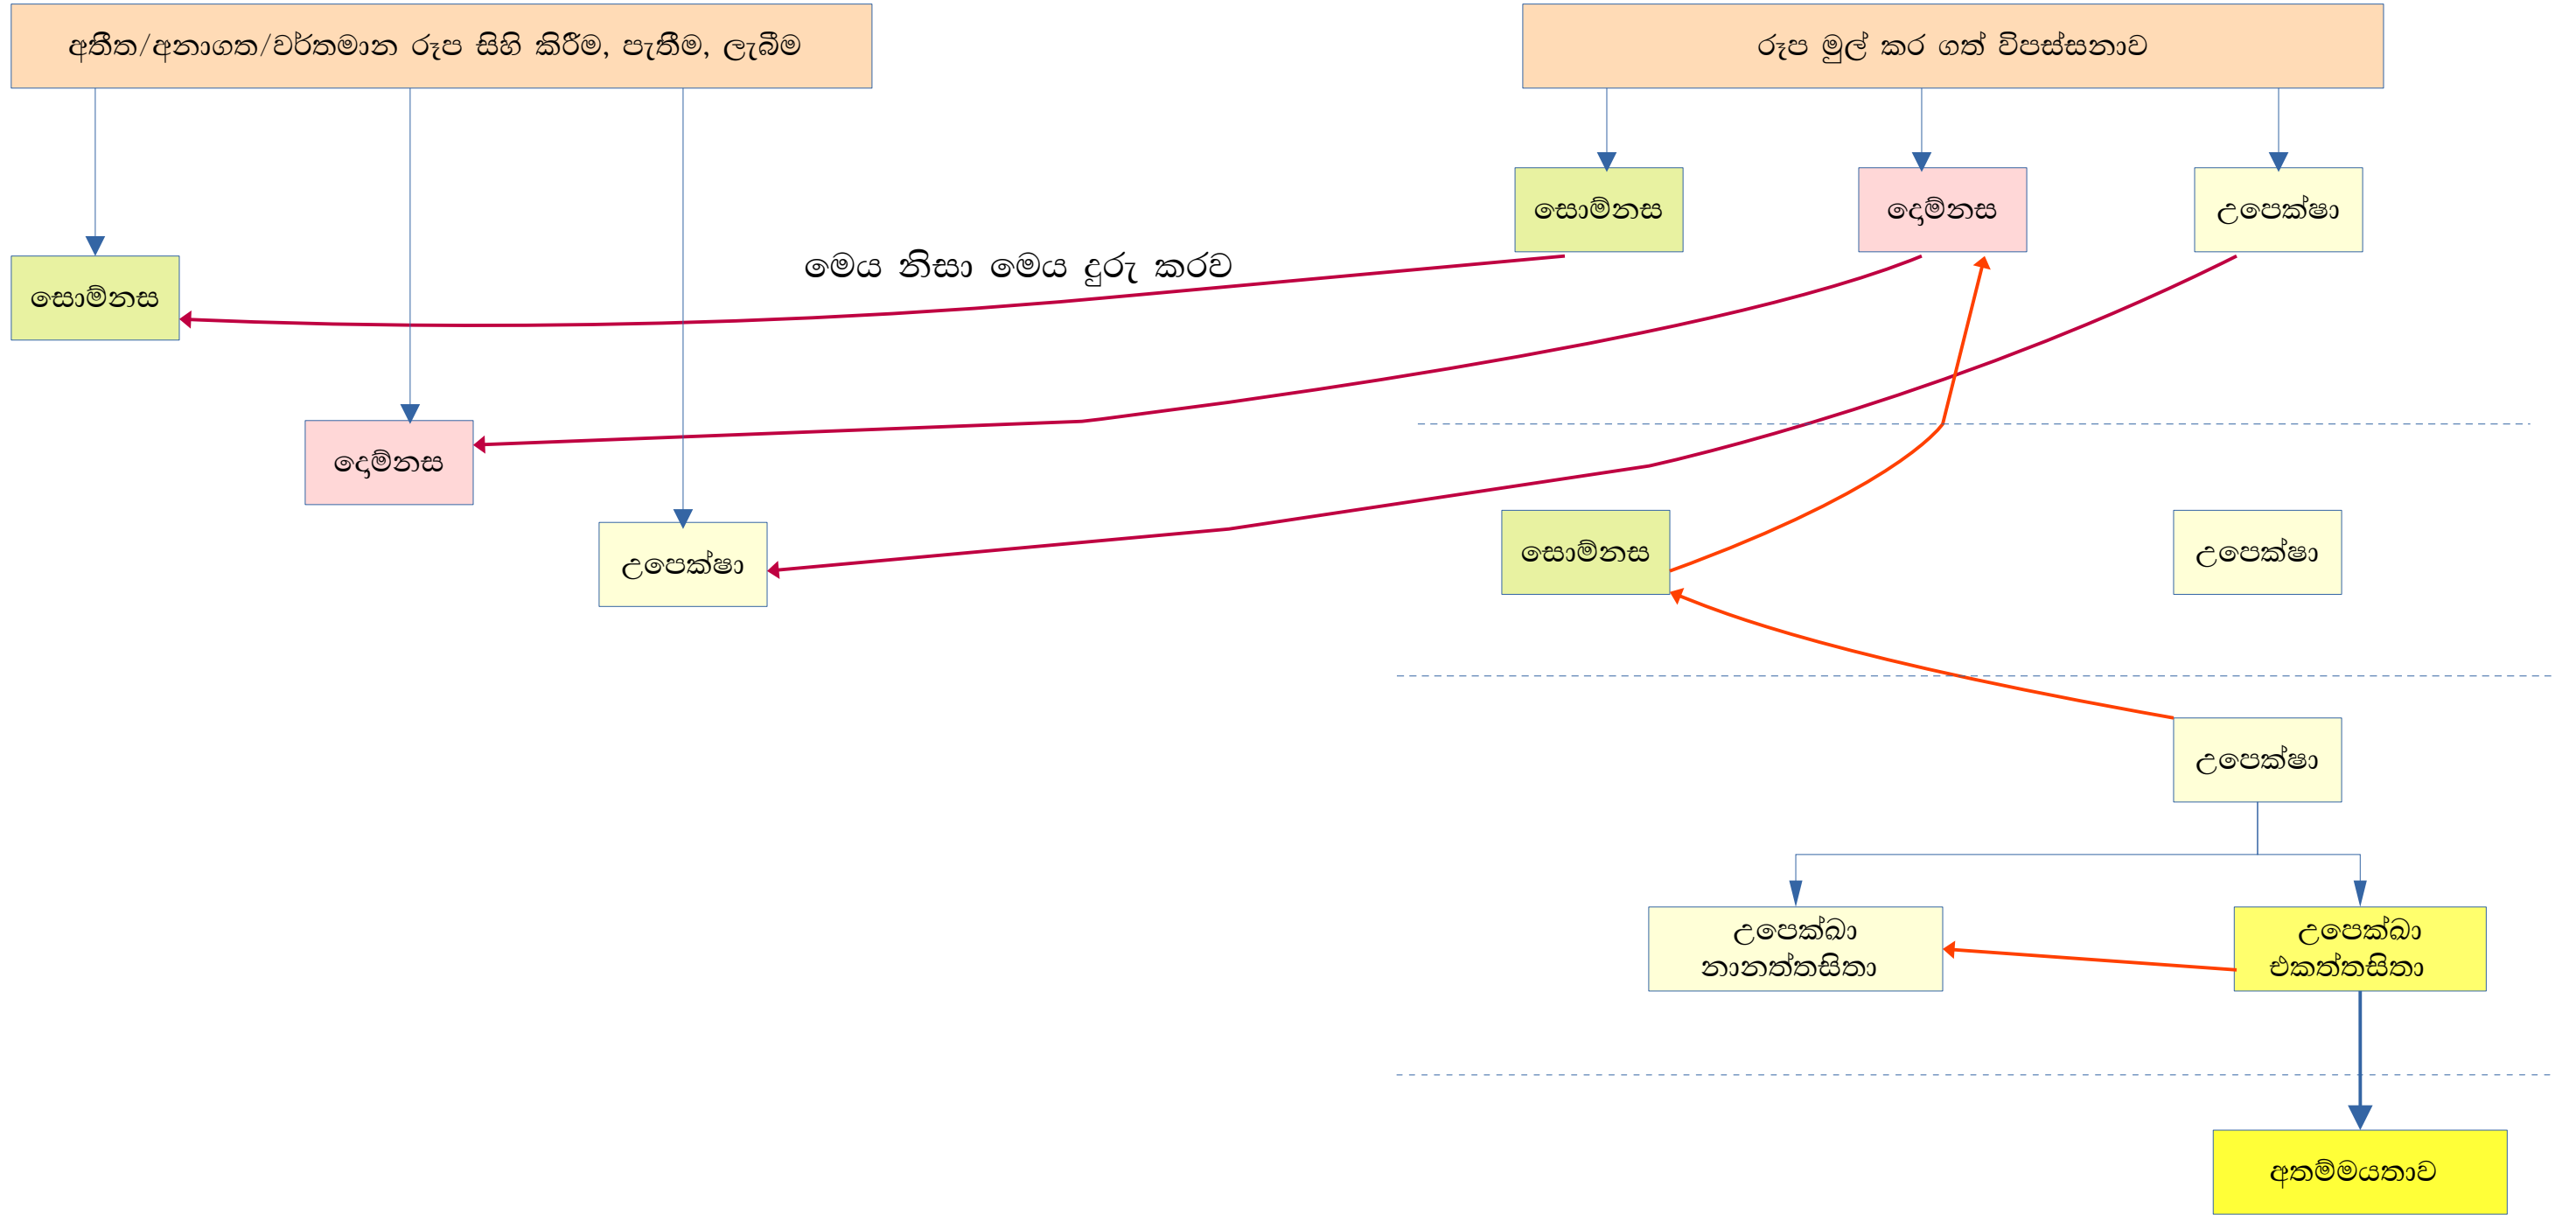 අතීත/අනාගත/වර්තමාන රූප සිහි කිරීම, පැතීම, ලැබීම
රූප මුල් කර ගත් විපස්සනාව
සොම්නස
දොම්නස
උපෙක්ෂා
මෙය නිසා මෙය දුරු කරව
සොම්නස
දොම්නස
උපෙක්ෂා
සොම්නස
උපෙක්ෂා
උපෙක්ෂා
උපෙක්ඛා
නානත්තසිතා
උපෙක්ඛා
එකත්තසිතා
අතම්මයතාව